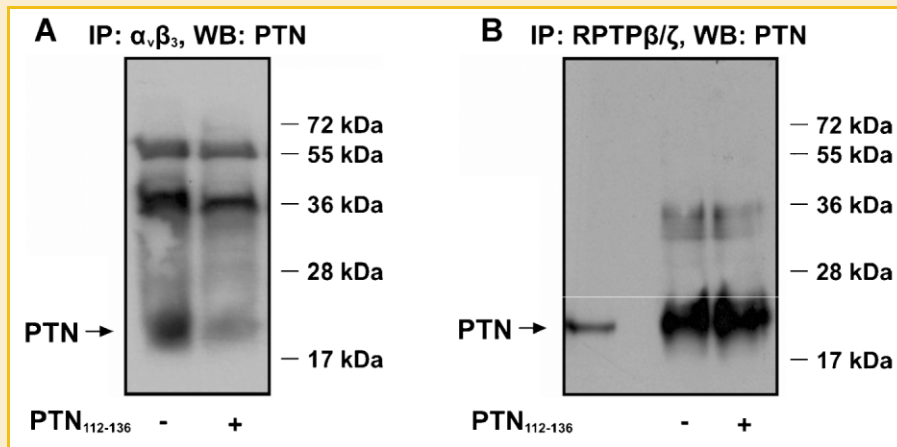 A
IP: αvβ3, WB: PTN
72 kDa
55 kDa
36 kDa
28 kDa
17 kDa
PTN
PTN112-136 - +
B
IP: RPTPβ/ζ, WB: PTN
72 kDa
55 kDa
36 kDa
28 kDa
17 kDa
PTN
PTN112-136 - +